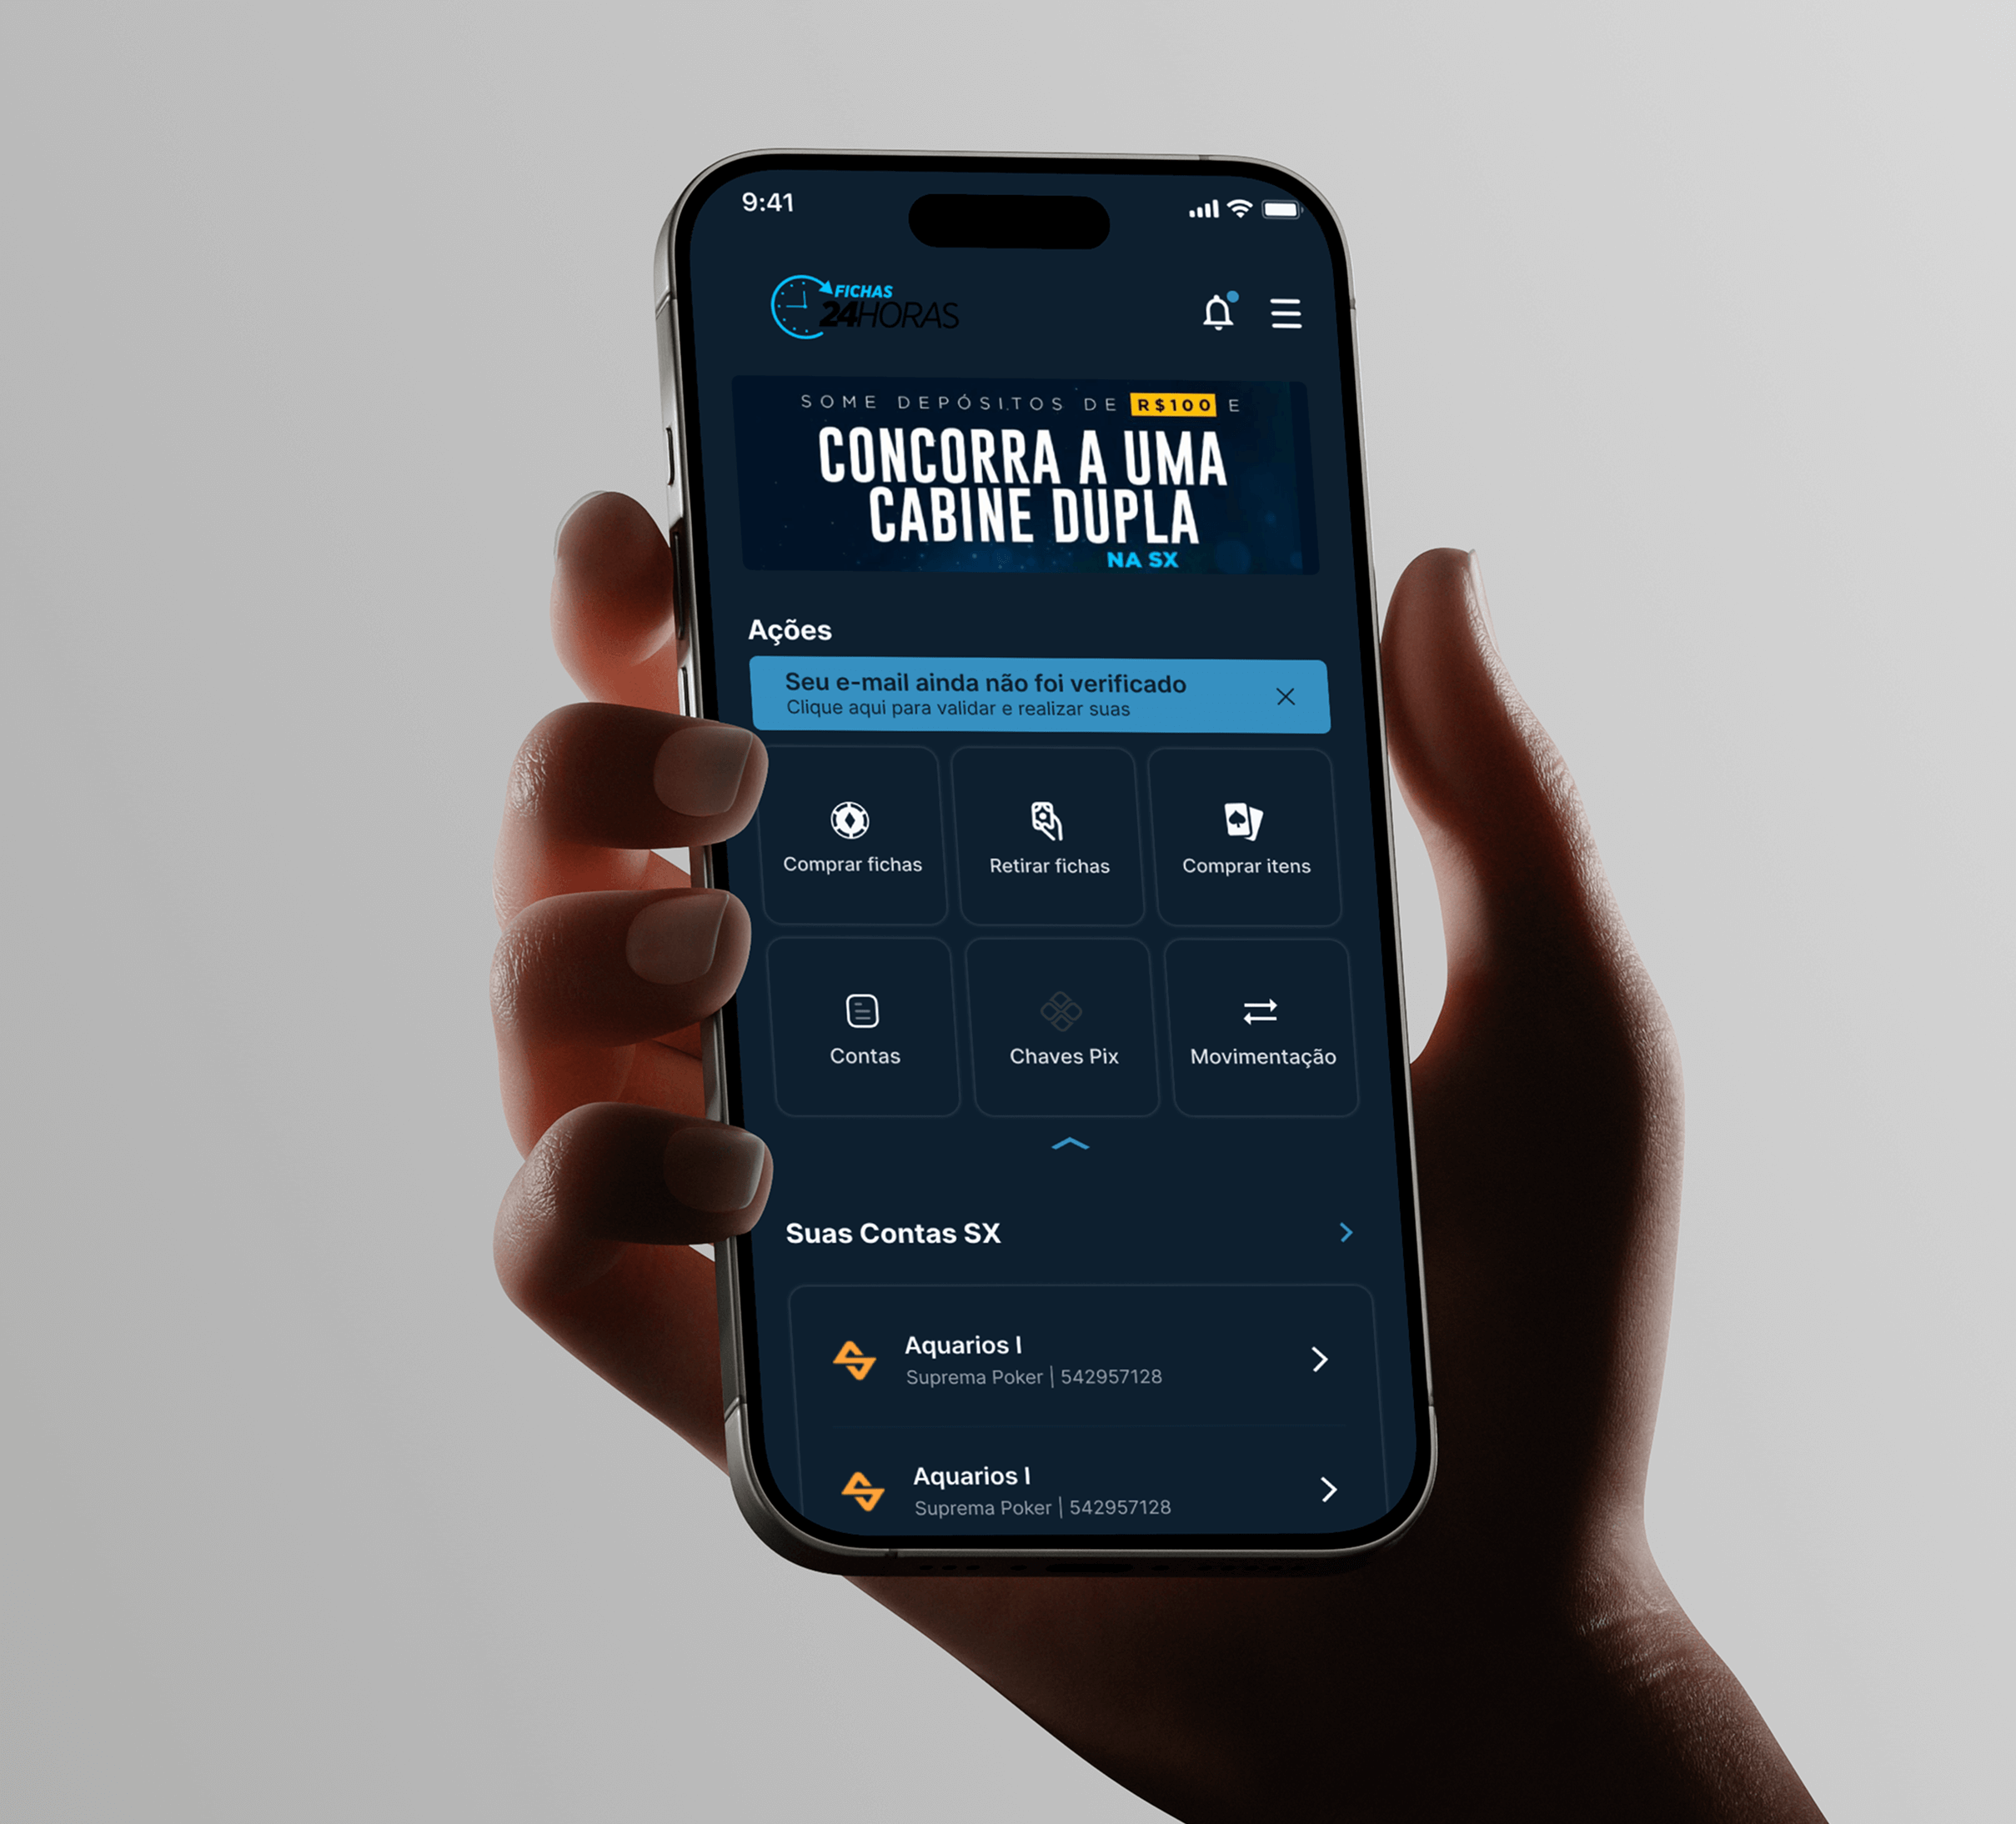 9:41
FICHAS
24HORAS
SOME DEPÓSITOS DE R$100 E
CONCORRA A UMA
CABINE DUPLA
NA SX
Ações
Seu e-mail ainda não foi verificado
Clique aqui para validar e realizar suas
Comprar fichas
Retirar fichas
Comprar itens
Contas
Chaves Pix
Movimentação
Suas Contas SX
Aquarios I
Suprema Poker | 542957128
Aquarios I
Suprema Poker | 542957128